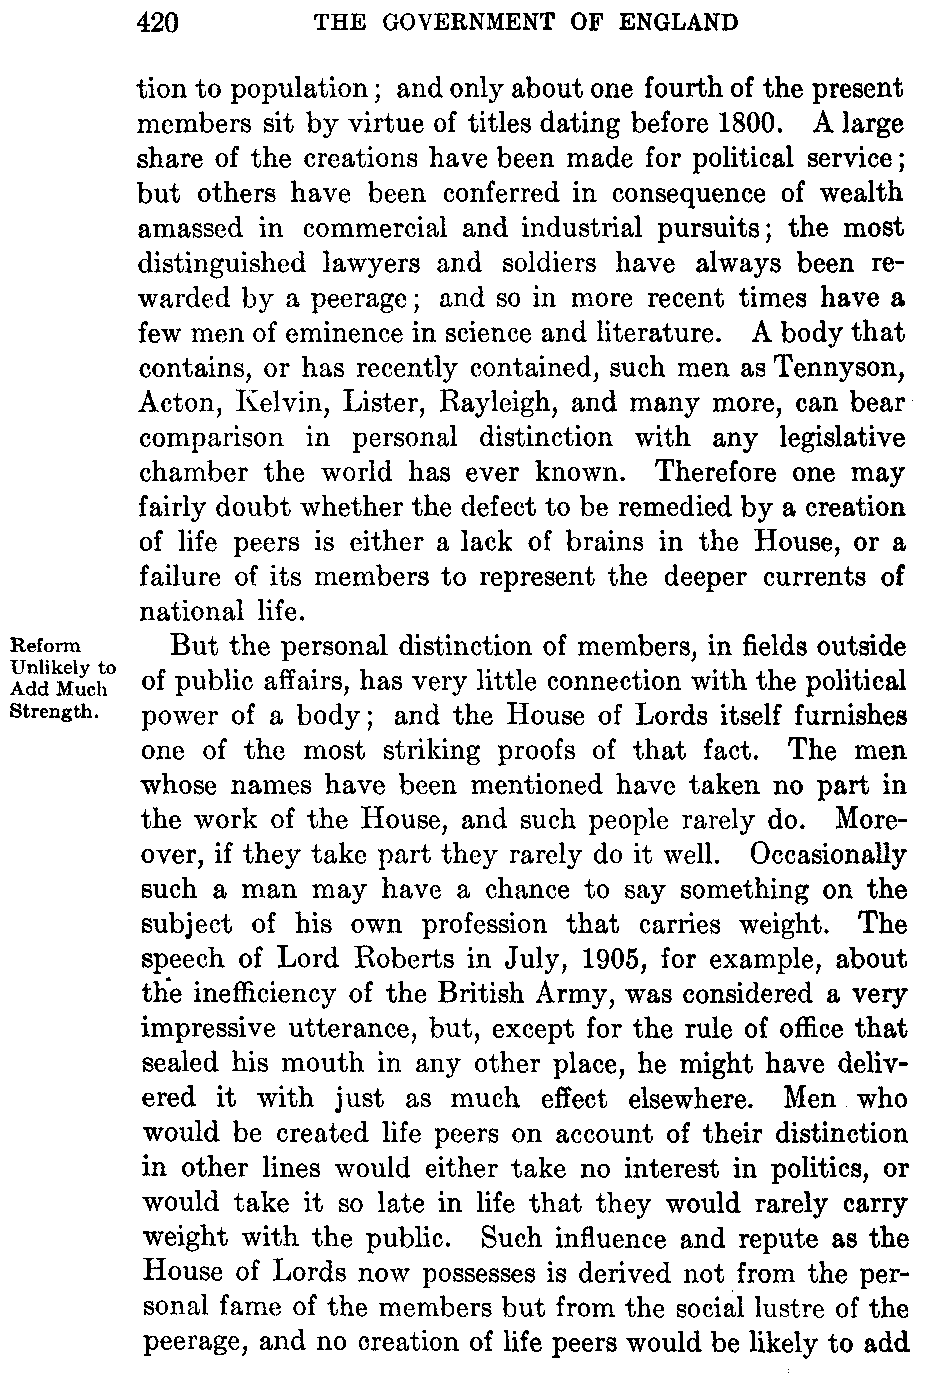 420 THE GOVERNMENT OF ENGLAND
tion to population; and only about one fourth of the present
members sit by virtue of titles dating before 1800. A large
share of the creations have been made for political service;
but others have been conferred in consequence of wealth
amassed in commercial and industrial pursuits; the most
distinguished lawyers and soldiers have always been re-
warded by a peerage; and so in more recent times have a
few men of eminence in science and literature. A body that
contains, or has recently contained, such men as Tennyson,
Acton, Kelvin, Lister, Rayleigh, and many more, can bear
comparison in personal distinction with any legislative
chamber the world has ever known. Therefore one may
fairly doubt whether the defect to be remedied by a creation
of life peers is either a lack of brains in the House, or a
failure of its members to represent the deeper currents of
national life.
Reform
Unlikely to
Add Much
Strength.
But the personal distinction of members, in fields outside
of public affairs, has very little connection with the political
power of a body; and the House of Lords itself furnishes
one of the most striking proofs of that fact. The men
whose names have been mentioned have taken no part in
the work of the House, and such people rarely do. More-
over, if they take part they rarely do it well. Occasionally
such a man may have a chance to say something on the
subject of his own profession that carries weight. The
speech of Lord Roberts in July, 1905, for example, about
the inefficiency of the British Army, was considered a very
impressive utterance, but, except for the rule of office that
sealed his mouth in any other place, he might have deliv-
ered it with just as much effect elsewhere. Men who
would be created life peers on account of their distinction
in other lines would either take no interest in politics, or
would take it so late in life that they would rarely carry
weight with the public. Such influence and repute as the
House of Lords now possesses is derived not from the per-
sonal fame of the members but from the social lustre of the
peerage, and no creation of life peers would be likely to add